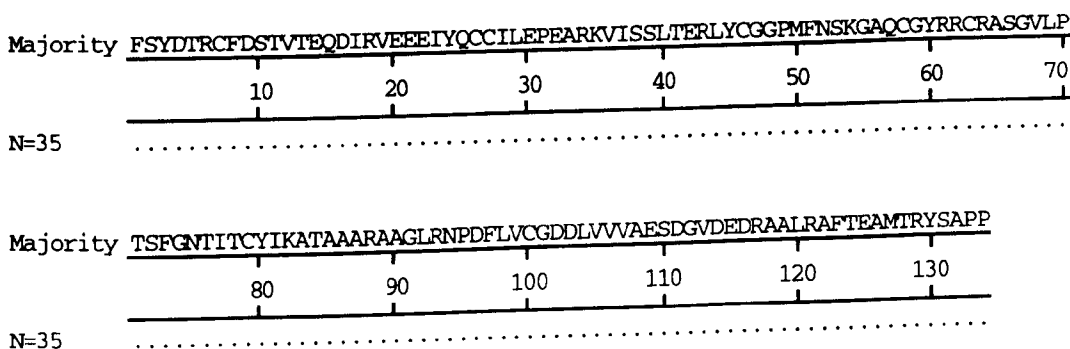 Majority FSYDTRCFDSTVTEQDIRVEEEIYQCCILEPEARKVISSLTERLYCGGPMFNSKGAQCGYRRCRASGVLP
10 20 30 40 50 60 70
N=35 ......................................................................
Majority TSFGNTITCYIKATAAARAAGLRNPDFLVCGDDLVVVAESDGVDEDRAALRAFTEAMTRYSAPP
80 90 100 110 120 130
N=35 ................................................................